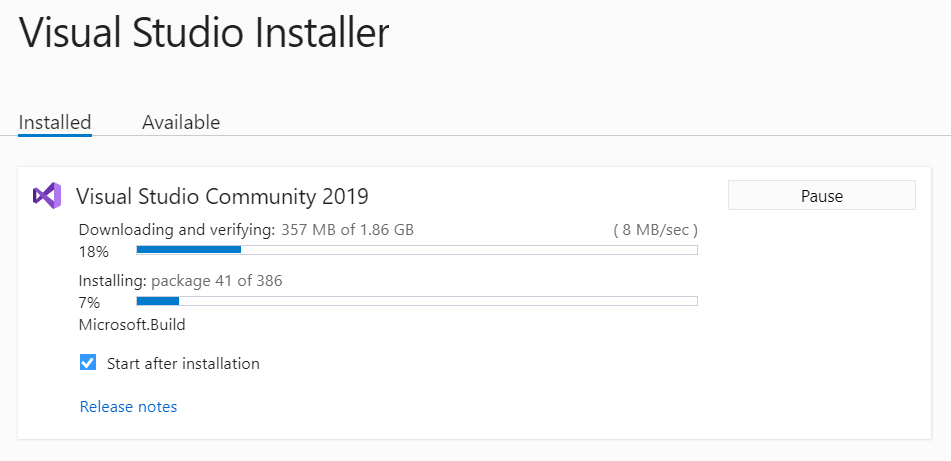 Visual Studio Installer
Installed Available
Visual Studio Community 2019 Pause
Downloading and verifying: 357 MB of 1.86 GB ( 8 MB/sec )
18%
Installing: package 41 of 386
7%
Microsoft.Build
Start after installation
Release notes